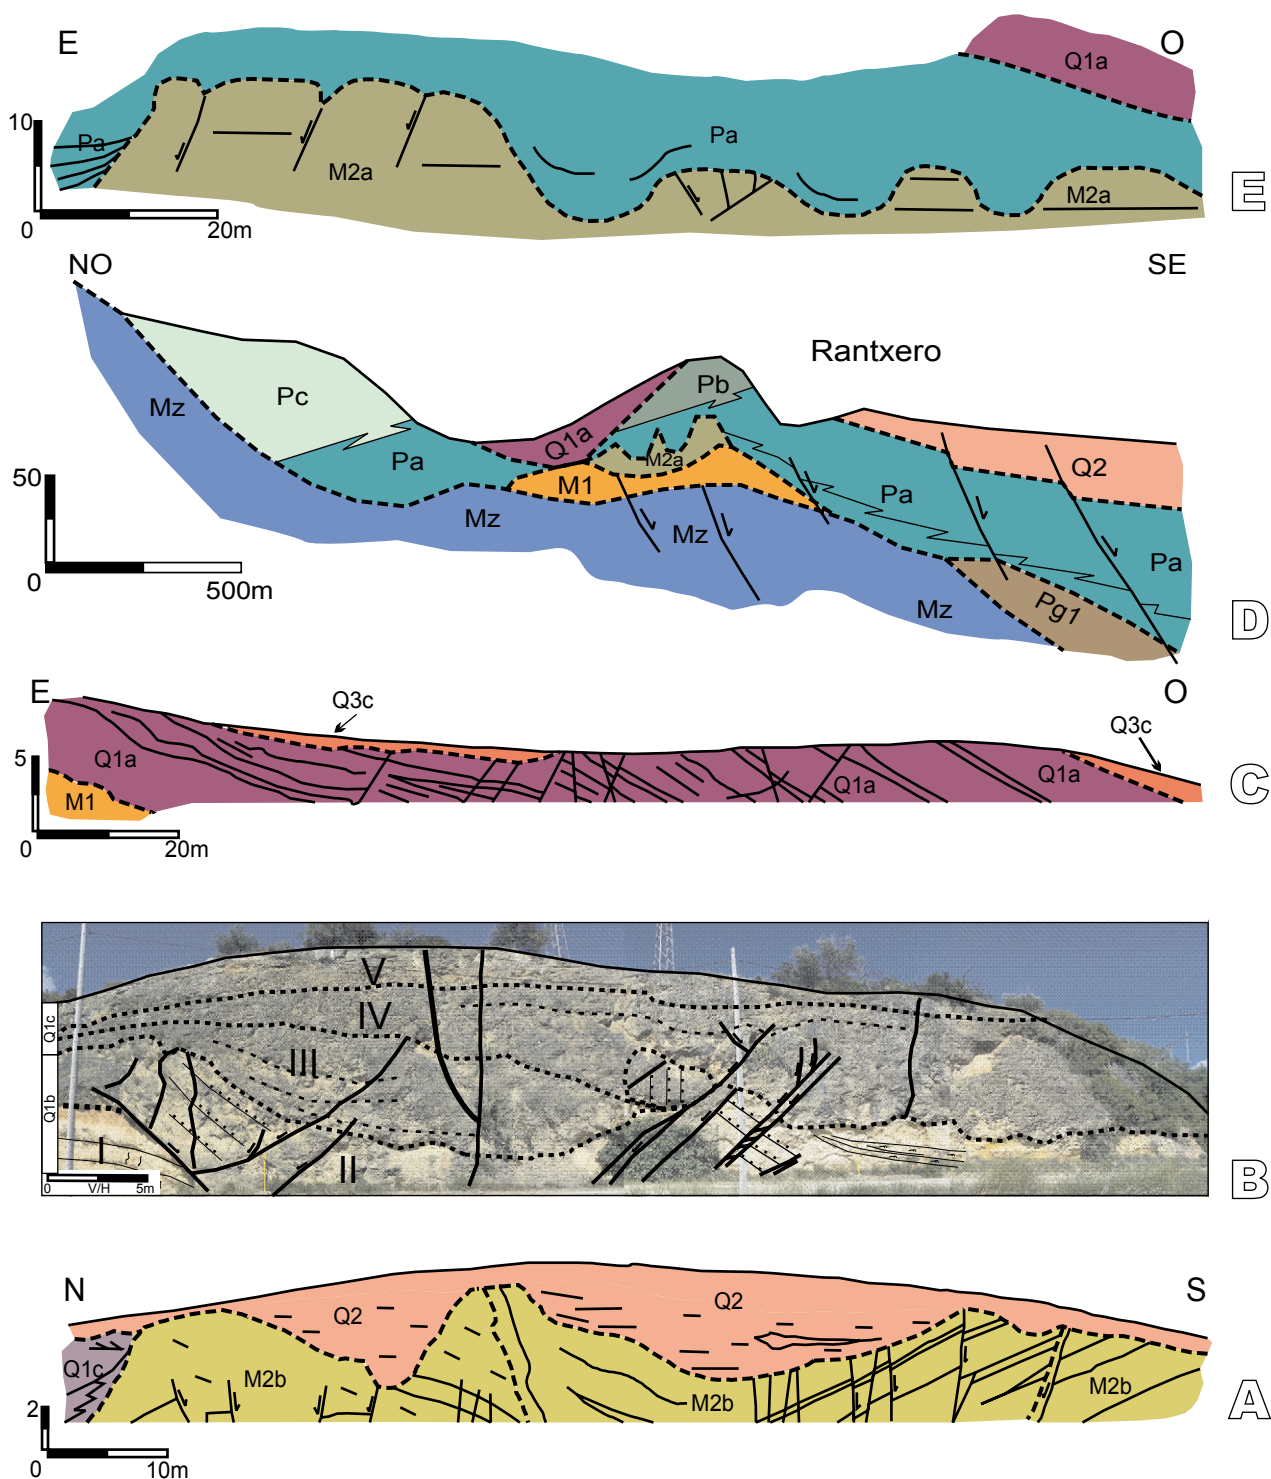 E
O
Q1a
10
Pa
Pa
M2a
M2a
E
0
20m
NO
SE
Rantxero
Pc
Pb
Mz
Q1a
Pa
M2a
Q2
50
M1
Pa
Mz
Mz
Pa
0
500m
Mz
Pg1
D
E
O
Q3c
Q3c
5
Q1a
Q1a
Q1a
M1
C
0
20m
V
IV
Q1c
III
Q1b
I
II
0 V/H 5m
B
N
S
Q2
Q2
Q1c
M2b
M2b
M2b
2
A
0
10m